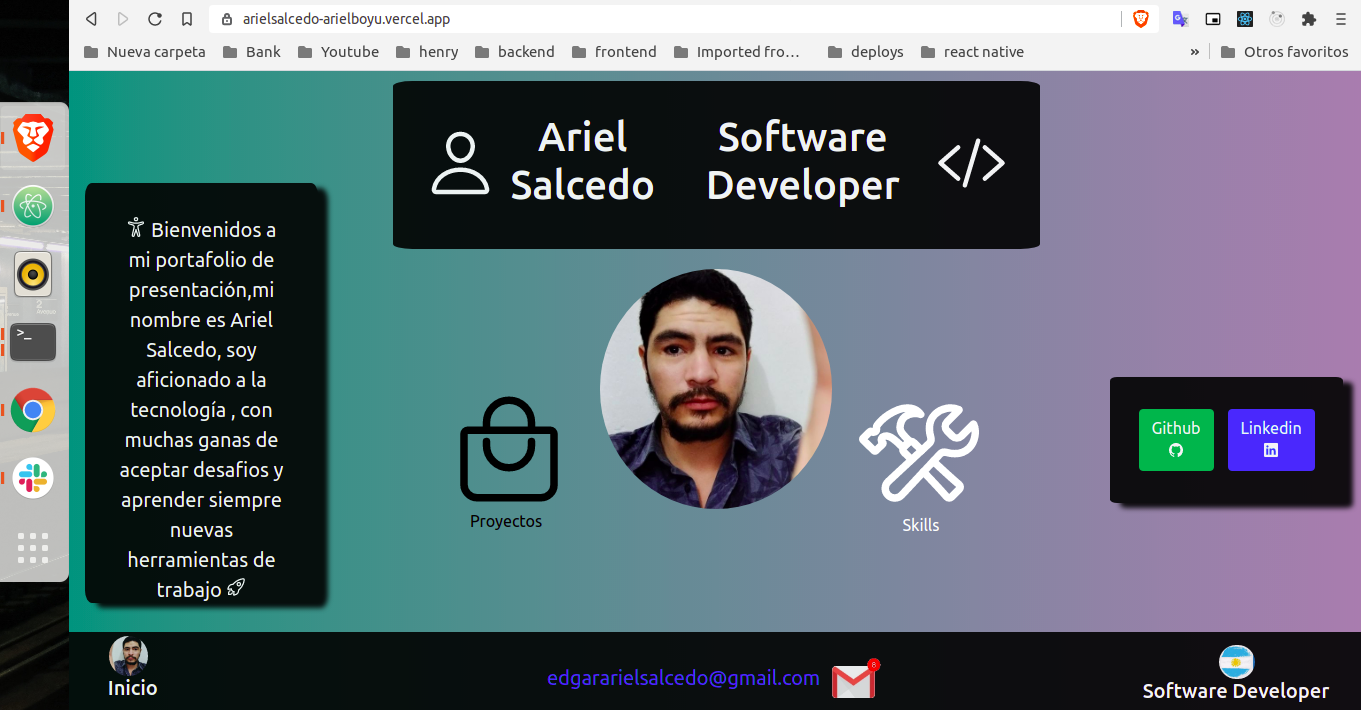 arielsalcedo-arielboyu.vercel.app
Nueva carpeta Bank Youtube henry backend frontend Imported fro... deploys react native » Otros favoritos
Ariel
Salcedo
Software
Developer
</>
Bienvenidos a
mi portafolio de
presentación,mi
nombre es Ariel
Salcedo, soy
aficionado a la
tecnología , con
muchas ganas de
aceptar desafios y
aprender siempre
nuevas
herramientas de
trabajo
Proyectos
Skills
Github
Linkedin
in
>_
Inicio
edgararielsalcedo@gmail.com
Software Developer